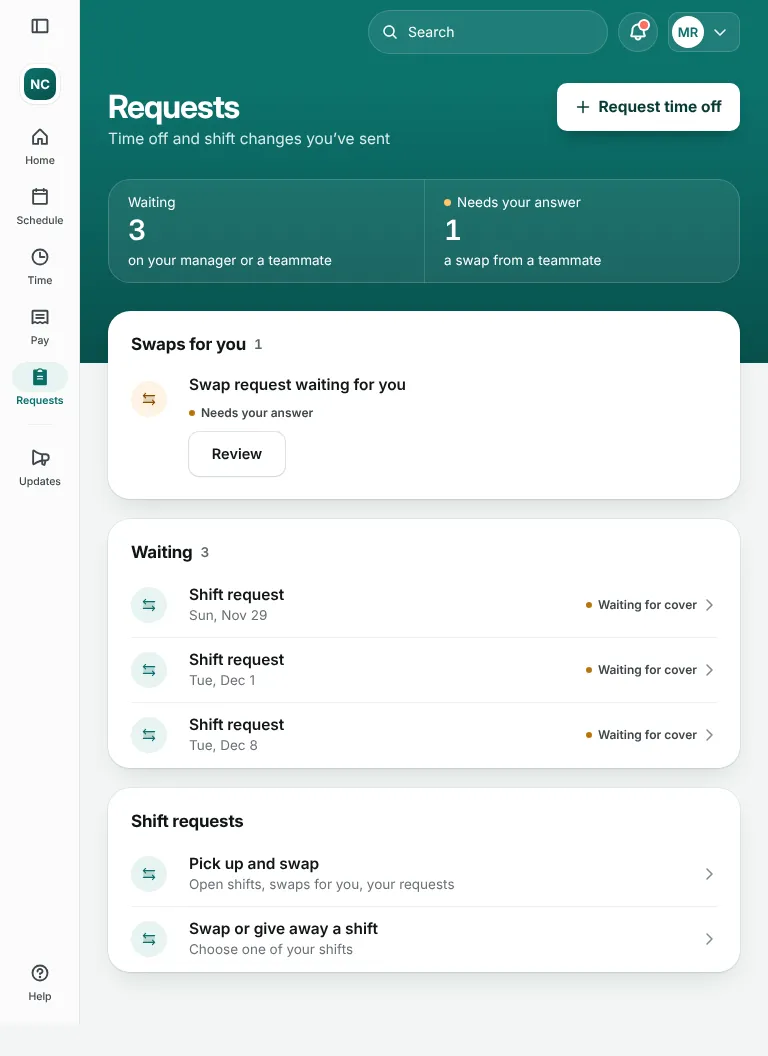 Search
MR
NC
Home
Schedule
Time
Pay
Requests
Updates
Help
Requests
Time off and shift changes you’ve sent
Request time off
Waiting
3
on your manager or a teammate
Needs your answer
1
a swap from a teammate
Swaps for you 1
Swap request waiting for you
Needs your answer
Review
Waiting 3
Shift request
Sun, Nov 29
Waiting for cover
Shift request
Tue, Dec 1
Waiting for cover
Shift request
Tue, Dec 8
Waiting for cover
Shift requests
Pick up and swap
Open shifts, swaps for you, your requests
Swap or give away a shift
Choose one of your shifts